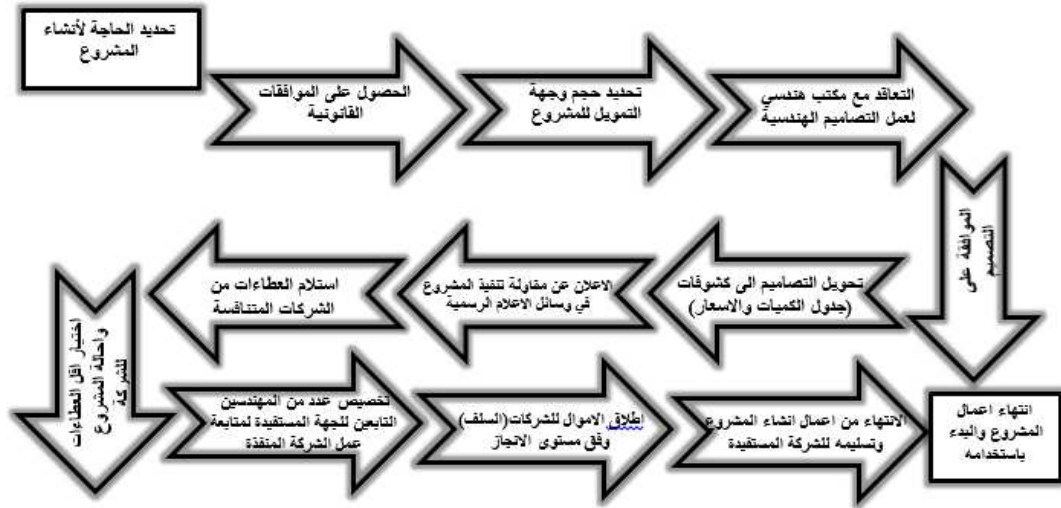 تحديد الحاجة لأنشاء
المشروع
الحصول على الموافقات
القانونية
تحديد حجم وجهة
التمويل للمشروع
التعاقد مع مكتب هندسي
لعمل التصاميم الهندسية
الموافقة على
التصميم
تحويل التصاميم الى كشوفات
(جدول الكميات والاسعار)
الاعلان عن مقاولة تنفيذ المشروع
في وسائل الاعلام الرسمية
استلام العطاءات من
الشركات المتنافسة
اختيار اقل العطاءات
واحالة المشروع
للشركة
تخصيص عدد من المهندسين
التابعين للجهة المستفيدة لمتابعة
عمل الشركة المنفذة
اطلاق الاموال للشركات(السلف)
وفق مستوى الانجاز
الانتهاء من اعمال انشاء المشروع
وتسليمه للشركة المستفيدة
انتهاء اعمال
المشروع والبدء
باستخدامه